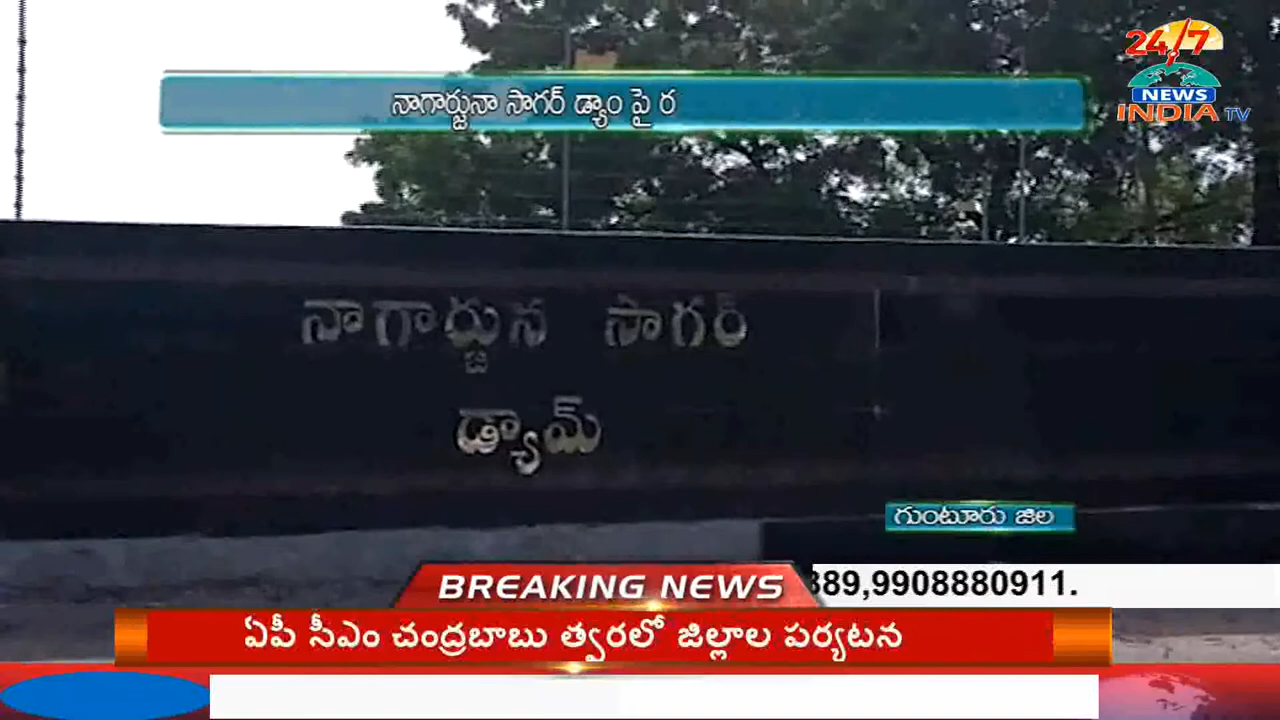 24/7
NEWS
INDIA TV
నాగార్జునా సాగర్ డ్యాం పై ర
నాగార్జున సాగర్
డ్యామ్
గుంటూరు జిల
389,9908880911.
BREAKING NEWS
ఏపీ సీఎం చంద్రబాబు త్వరలో జిల్లాల పర్యటన